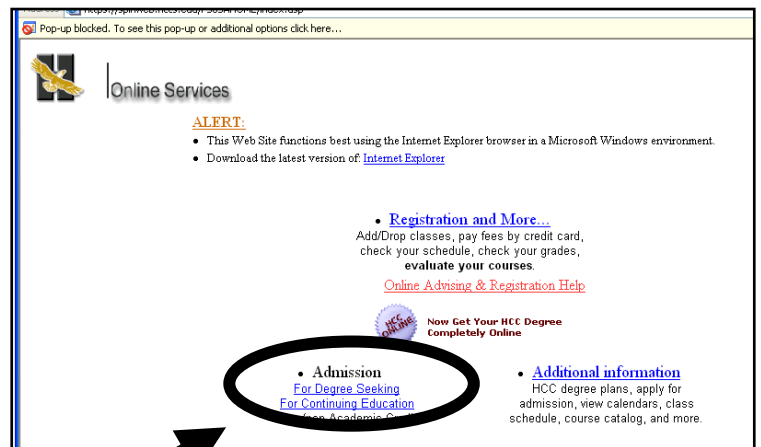 Pop-up blocked. To see this pop-up or additional options click here...
H
Online Services
ALERT:
• This Web Site functions best using the Internet Explorer browser in a Microsoft Windows environment.
• Download the latest version of: Internet Explorer
• Registration and More...
Add/Drop classes, pay fees by credit card,
check your schedule, check your grades,
evaluate your courses.
Online Advising & Registration Help
HCC ONLINE
Now Get Your HCC Degree
Completely Online
• Admission
For Degree Seeking
For Continuing Education
• Additional information
HCC degree plans, apply for
admission, view calendars, class
schedule, course catalog, and more.